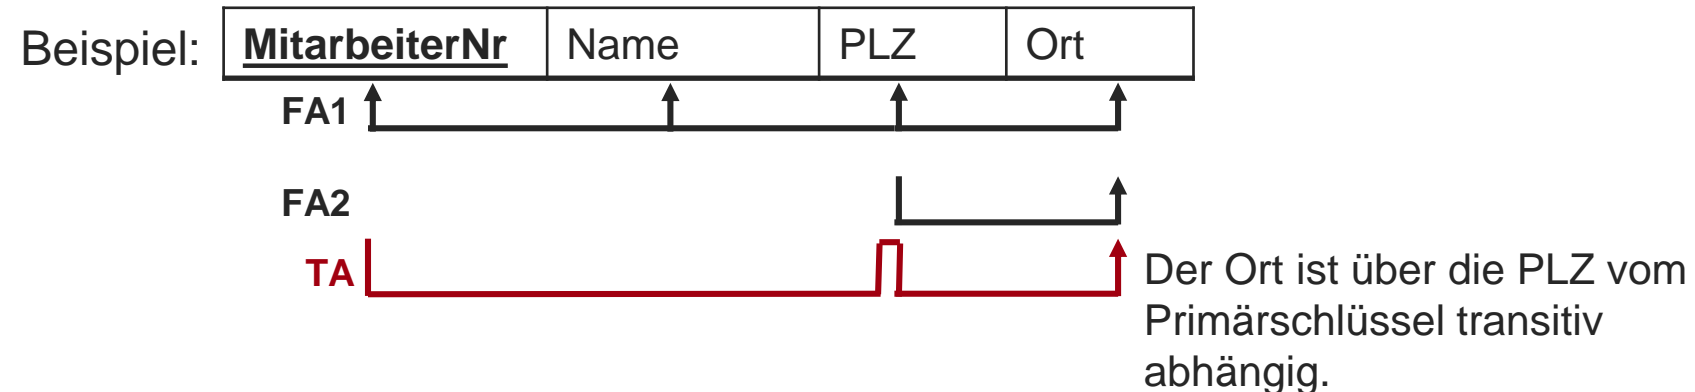 Beispiel: MitarbeiterNr Name PLZ Ort
FA1
FA2
TA
Der Ort ist über die PLZ vom
Primärschlüssel transitiv
abhängig.